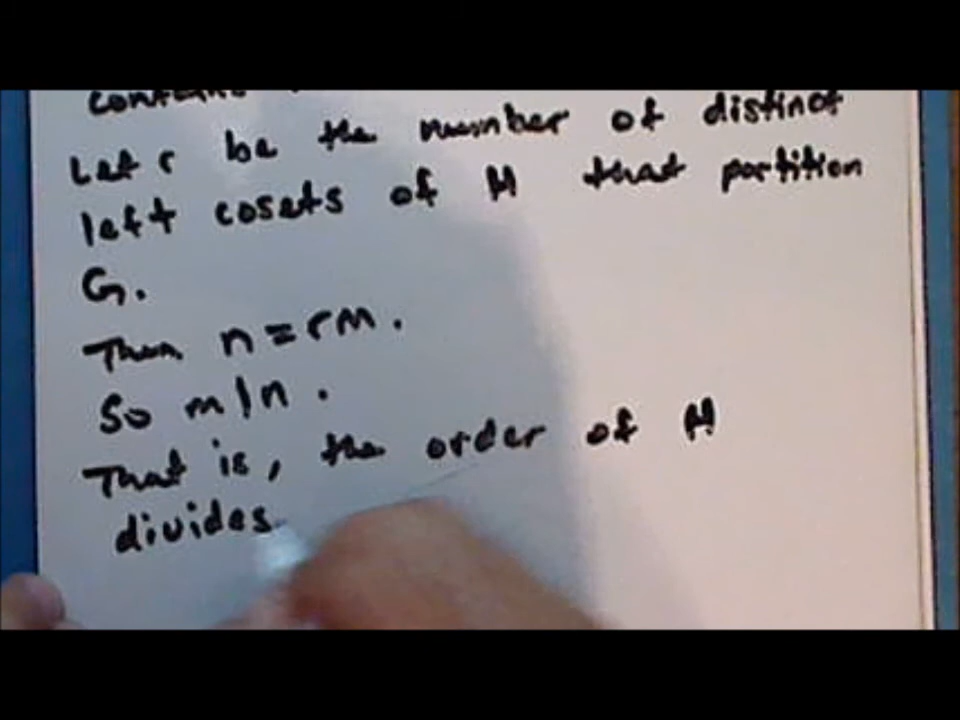 Let r be the number of distinct
left cosets of H that partition
G.
Then n=rm.
So m|n.
That is, the order of H
divides